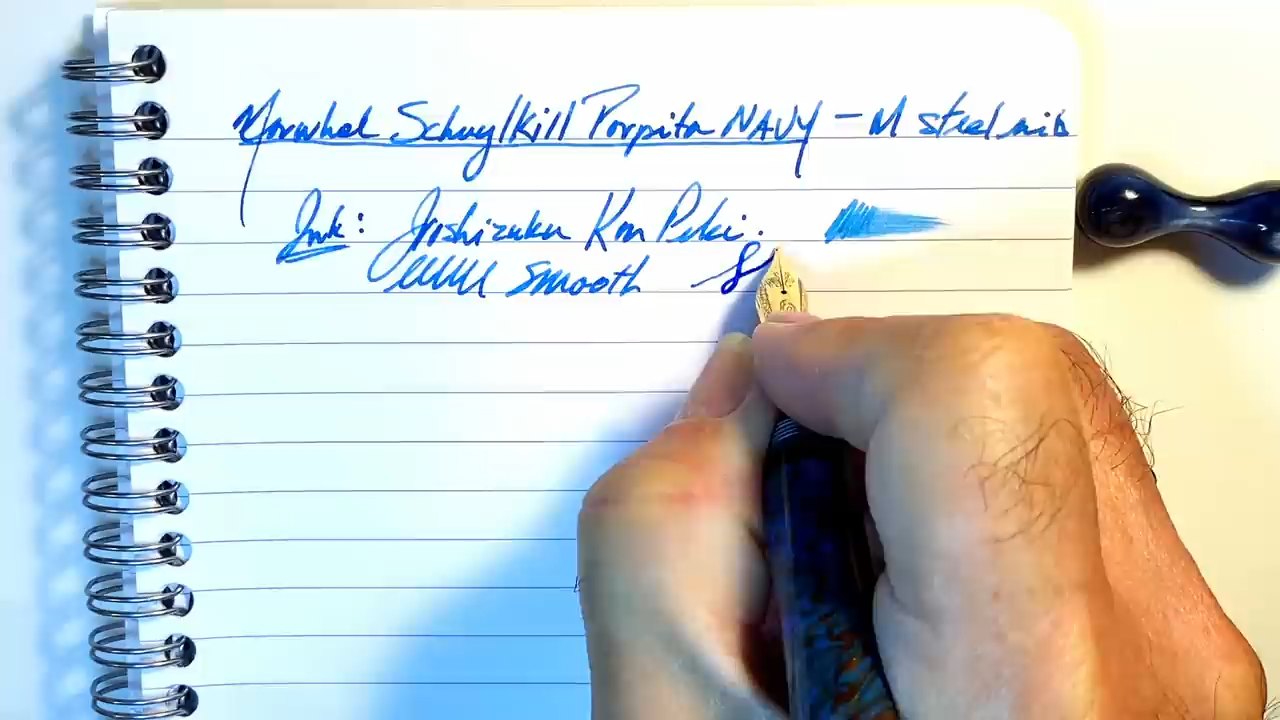 Narwhal Schuylkill Porpita NAVY – M steel nib
Ink: Iroshizuku Kon Peki.
smooth